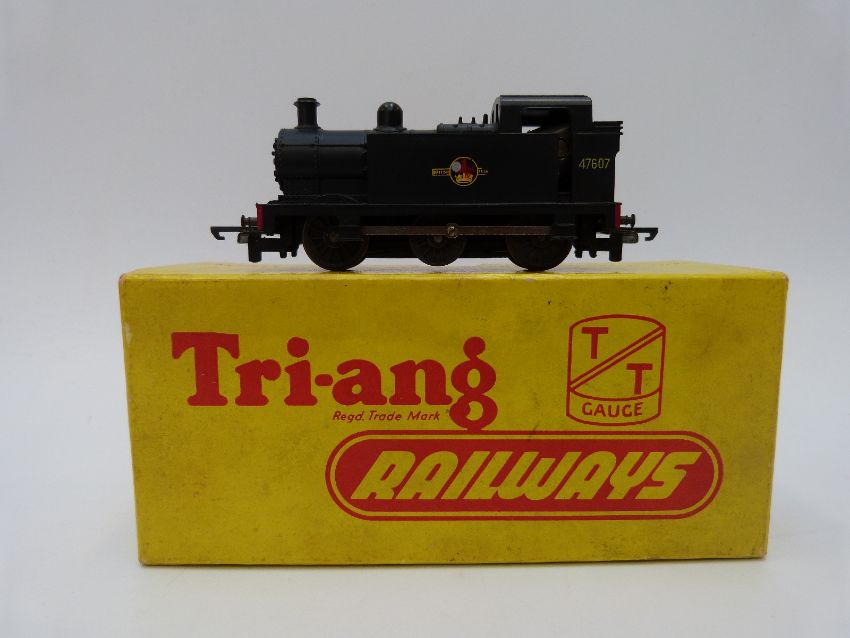 47607
Tri-ang
Regd. Trade Mark
T
T
GAUGE
RAILWAYS